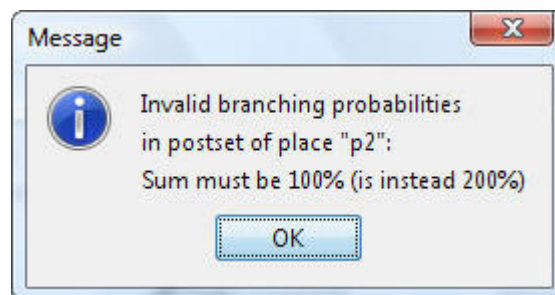 Message
Invalid branching probabilities
in postset of place "p2":
Sum must be 100% (is instead 200%)
OK